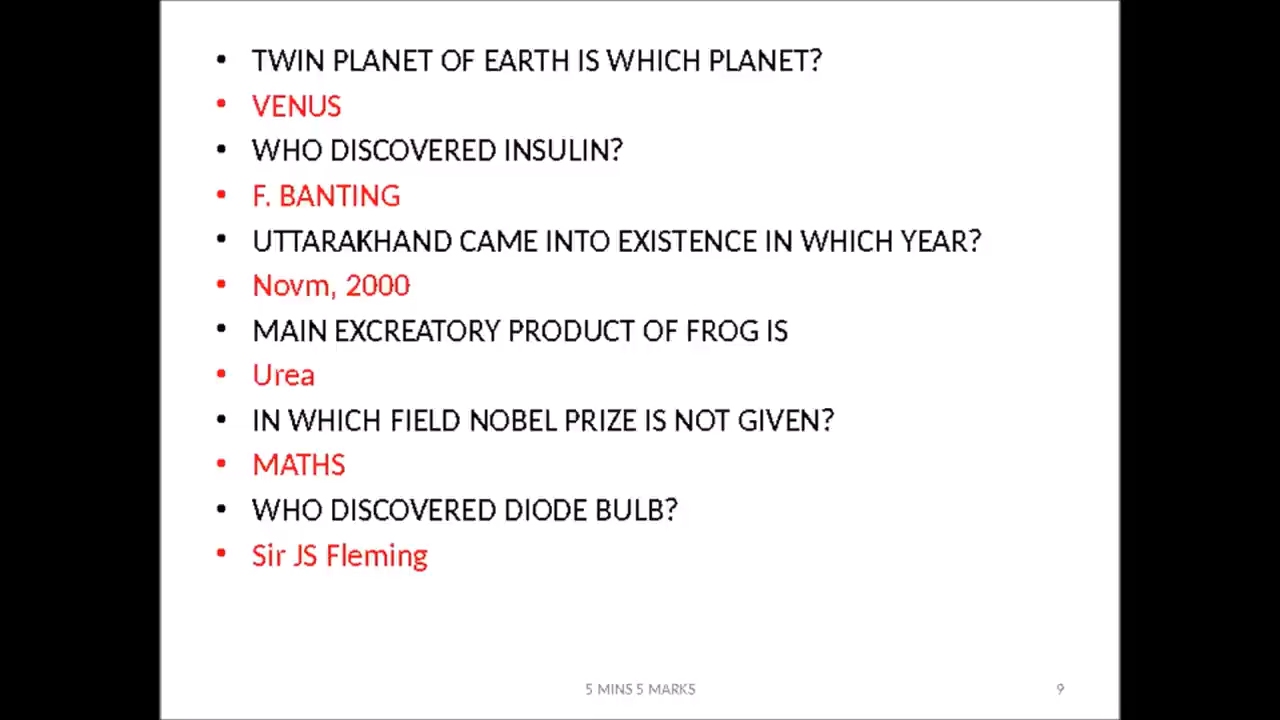 • TWIN PLANET OF EARTH IS WHICH PLANET?
• VENUS
• WHO DISCOVERED INSULIN?
• F. BANTING
• UTTARAKHAND CAME INTO EXISTENCE IN WHICH YEAR?
• Novm, 2000
• MAIN EXCREATORY PRODUCT OF FROG IS
• Urea
• IN WHICH FIELD NOBEL PRIZE IS NOT GIVEN?
• MATHS
• WHO DISCOVERED DIODE BULB?
• Sir JS Fleming
5 MINS 5 MARKS 9